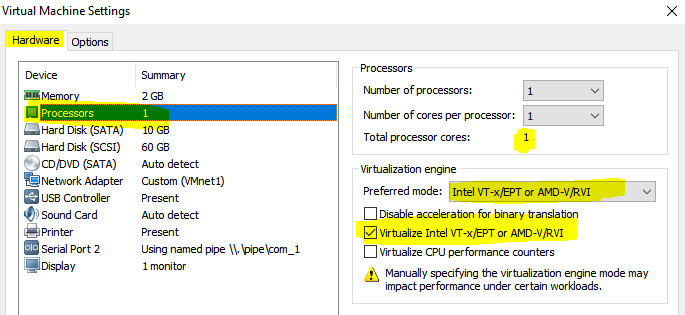 Virtual Machine Settings
Hardware Options
Device Summary
Memory 2 GB
Processors 1
Hard Disk (SATA) 10 GB
Hard Disk (SCSI) 60 GB
CD/DVD (SATA) Auto detect
Network Adapter Custom (VMnet1)
USB Controller Present
Sound Card Auto detect
Printer Present
Serial Port 2 Using named pipe \\.\pipe\com_1
Display 1 monitor
Processors
Number of processors: 1
Number of cores per processor: 1
Total processor cores: 1
Virtualization engine
Preferred mode: Intel VT-x/EPT or AMD-V/RVI
Disable acceleration for binary translation
Virtualize Intel VT-x/EPT or AMD-V/RVI
Virtualize CPU performance counters
Manually specifying the virtualization engine mode may
impact performance under certain workloads.